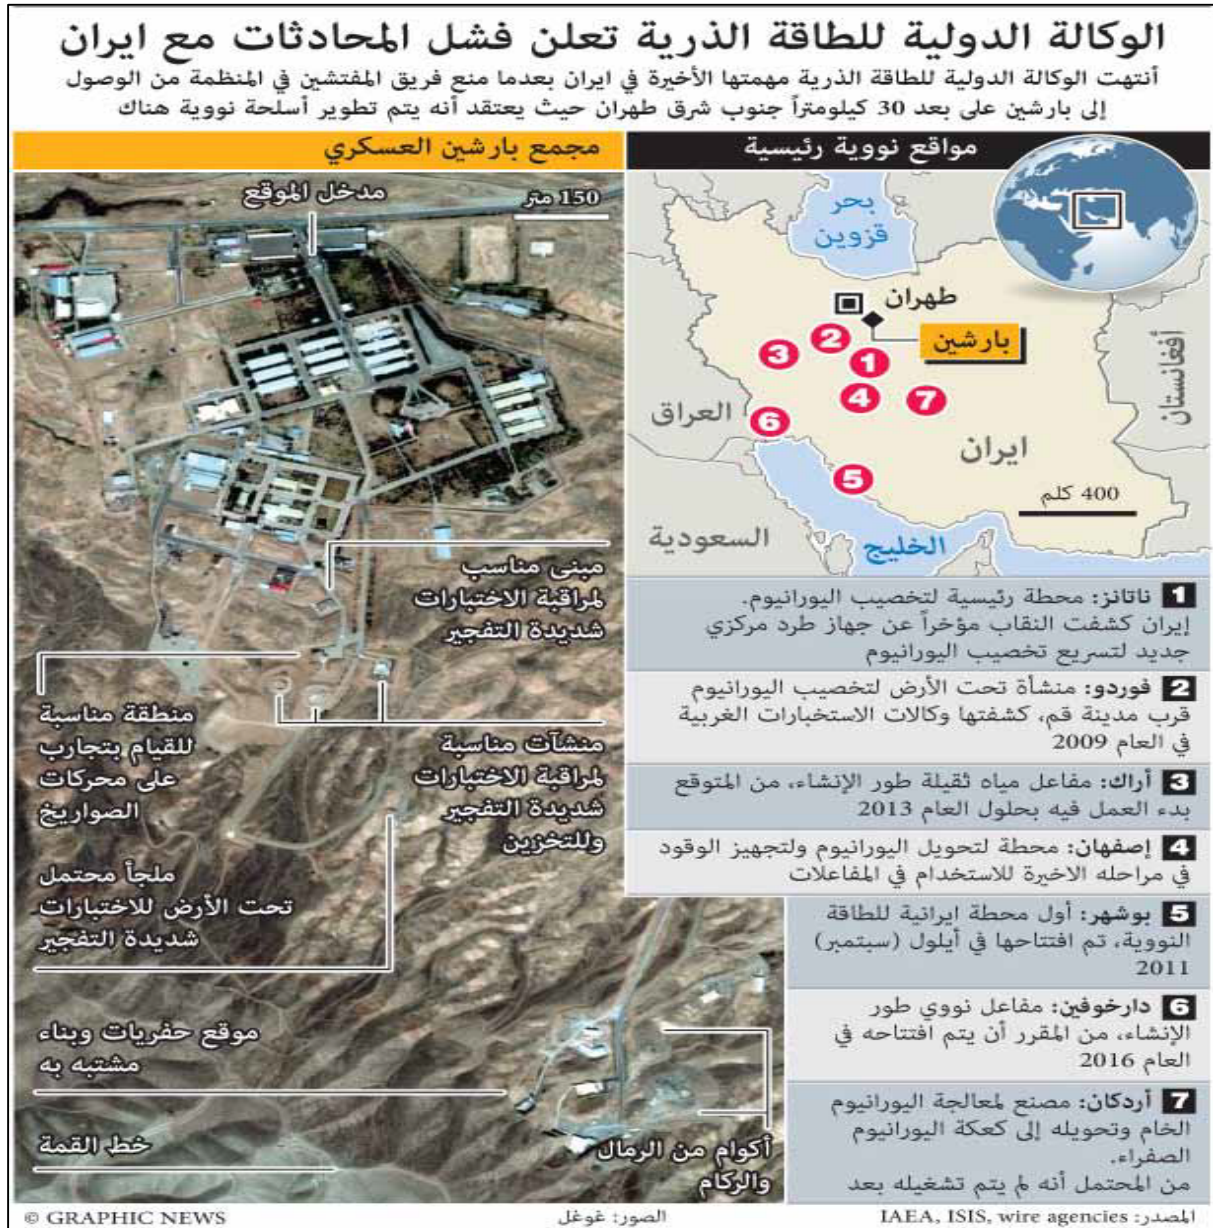 الوكالة الدولية للطاقة الذرية تعلن فشل المحادثات مع ايران
أنتهت الوكالة الدولية للطاقة الذرية مهمتها الأخيرة في ايران بعدما منع فريق المفتشين في المنظمة من الوصول
إلى بارشين على بعد 30 كيلومتراً جنوب شرق طهران حيث يعتقد أنه يتم تطوير أسلحة نووية هناك
مواقع نووية رئيسية
بحر
قزوين
طهران
بارشين
أفغانستان
العراق
ايران
السعودية
الخليج
400 كلم
1
2
3
4
5
6
7
1 ناتانز: محطة رئيسية لتخصيب اليورانيوم.
إيران كشفت النقاب مؤخراً عن جهاز طرد مركزي
جديد لتسريع تخصيب اليورانيوم
2 فوردو: منشأة تحت الأرض لتخصيب اليورانيوم
قرب مدينة قم، كشفتها وكالات الاستخبارات الغربية
في العام 2009
3 أراك: مفاعل مياه ثقيلة طور الإنشاء، من المتوقع
بدء العمل فيه بحلول العام 2013
4 إصفهان: محطة لتحويل اليورانيوم ولتجهيز الوقود
في مراحله الاخيرة للاستخدام في المفاعلات
5 بوشهر: أول محطة ايرانية للطاقة
النووية، تم افتتاحها في أيلول (سبتمبر)
2011
6 دارخوفين: مفاعل نووي طور
الإنشاء، من المقرر أن يتم افتتاحه في
العام 2016
7 أردكان: مصنع لمعالجة اليورانيوم
الخام وتحويله إلى كعكة اليورانيوم
الصفراء.
من المحتمل أنه لم يتم تشغيله بعد
مجمع بارشين العسكري
مدخل الموقع
150 متر
مبنى مناسب
لمراقبة الاختبارات
شديدة التفجير
منطقة مناسبة
للقيام بتجارب
على محركات
الصواريخ
منشآت مناسبة
لمراقبة الاختبارات
شديدة التفجير
وللتخزين
ملجأ محتمل
تحت الأرض للاختبارات
شديدة التفجير
موقع حفريات وبناء
مشتبه به
خط القمة
أكوام من الرمال
والركام
المصدر: IAEA, ISIS, wire agencies
الصور: غوغل
© GRAPHIC NEWS